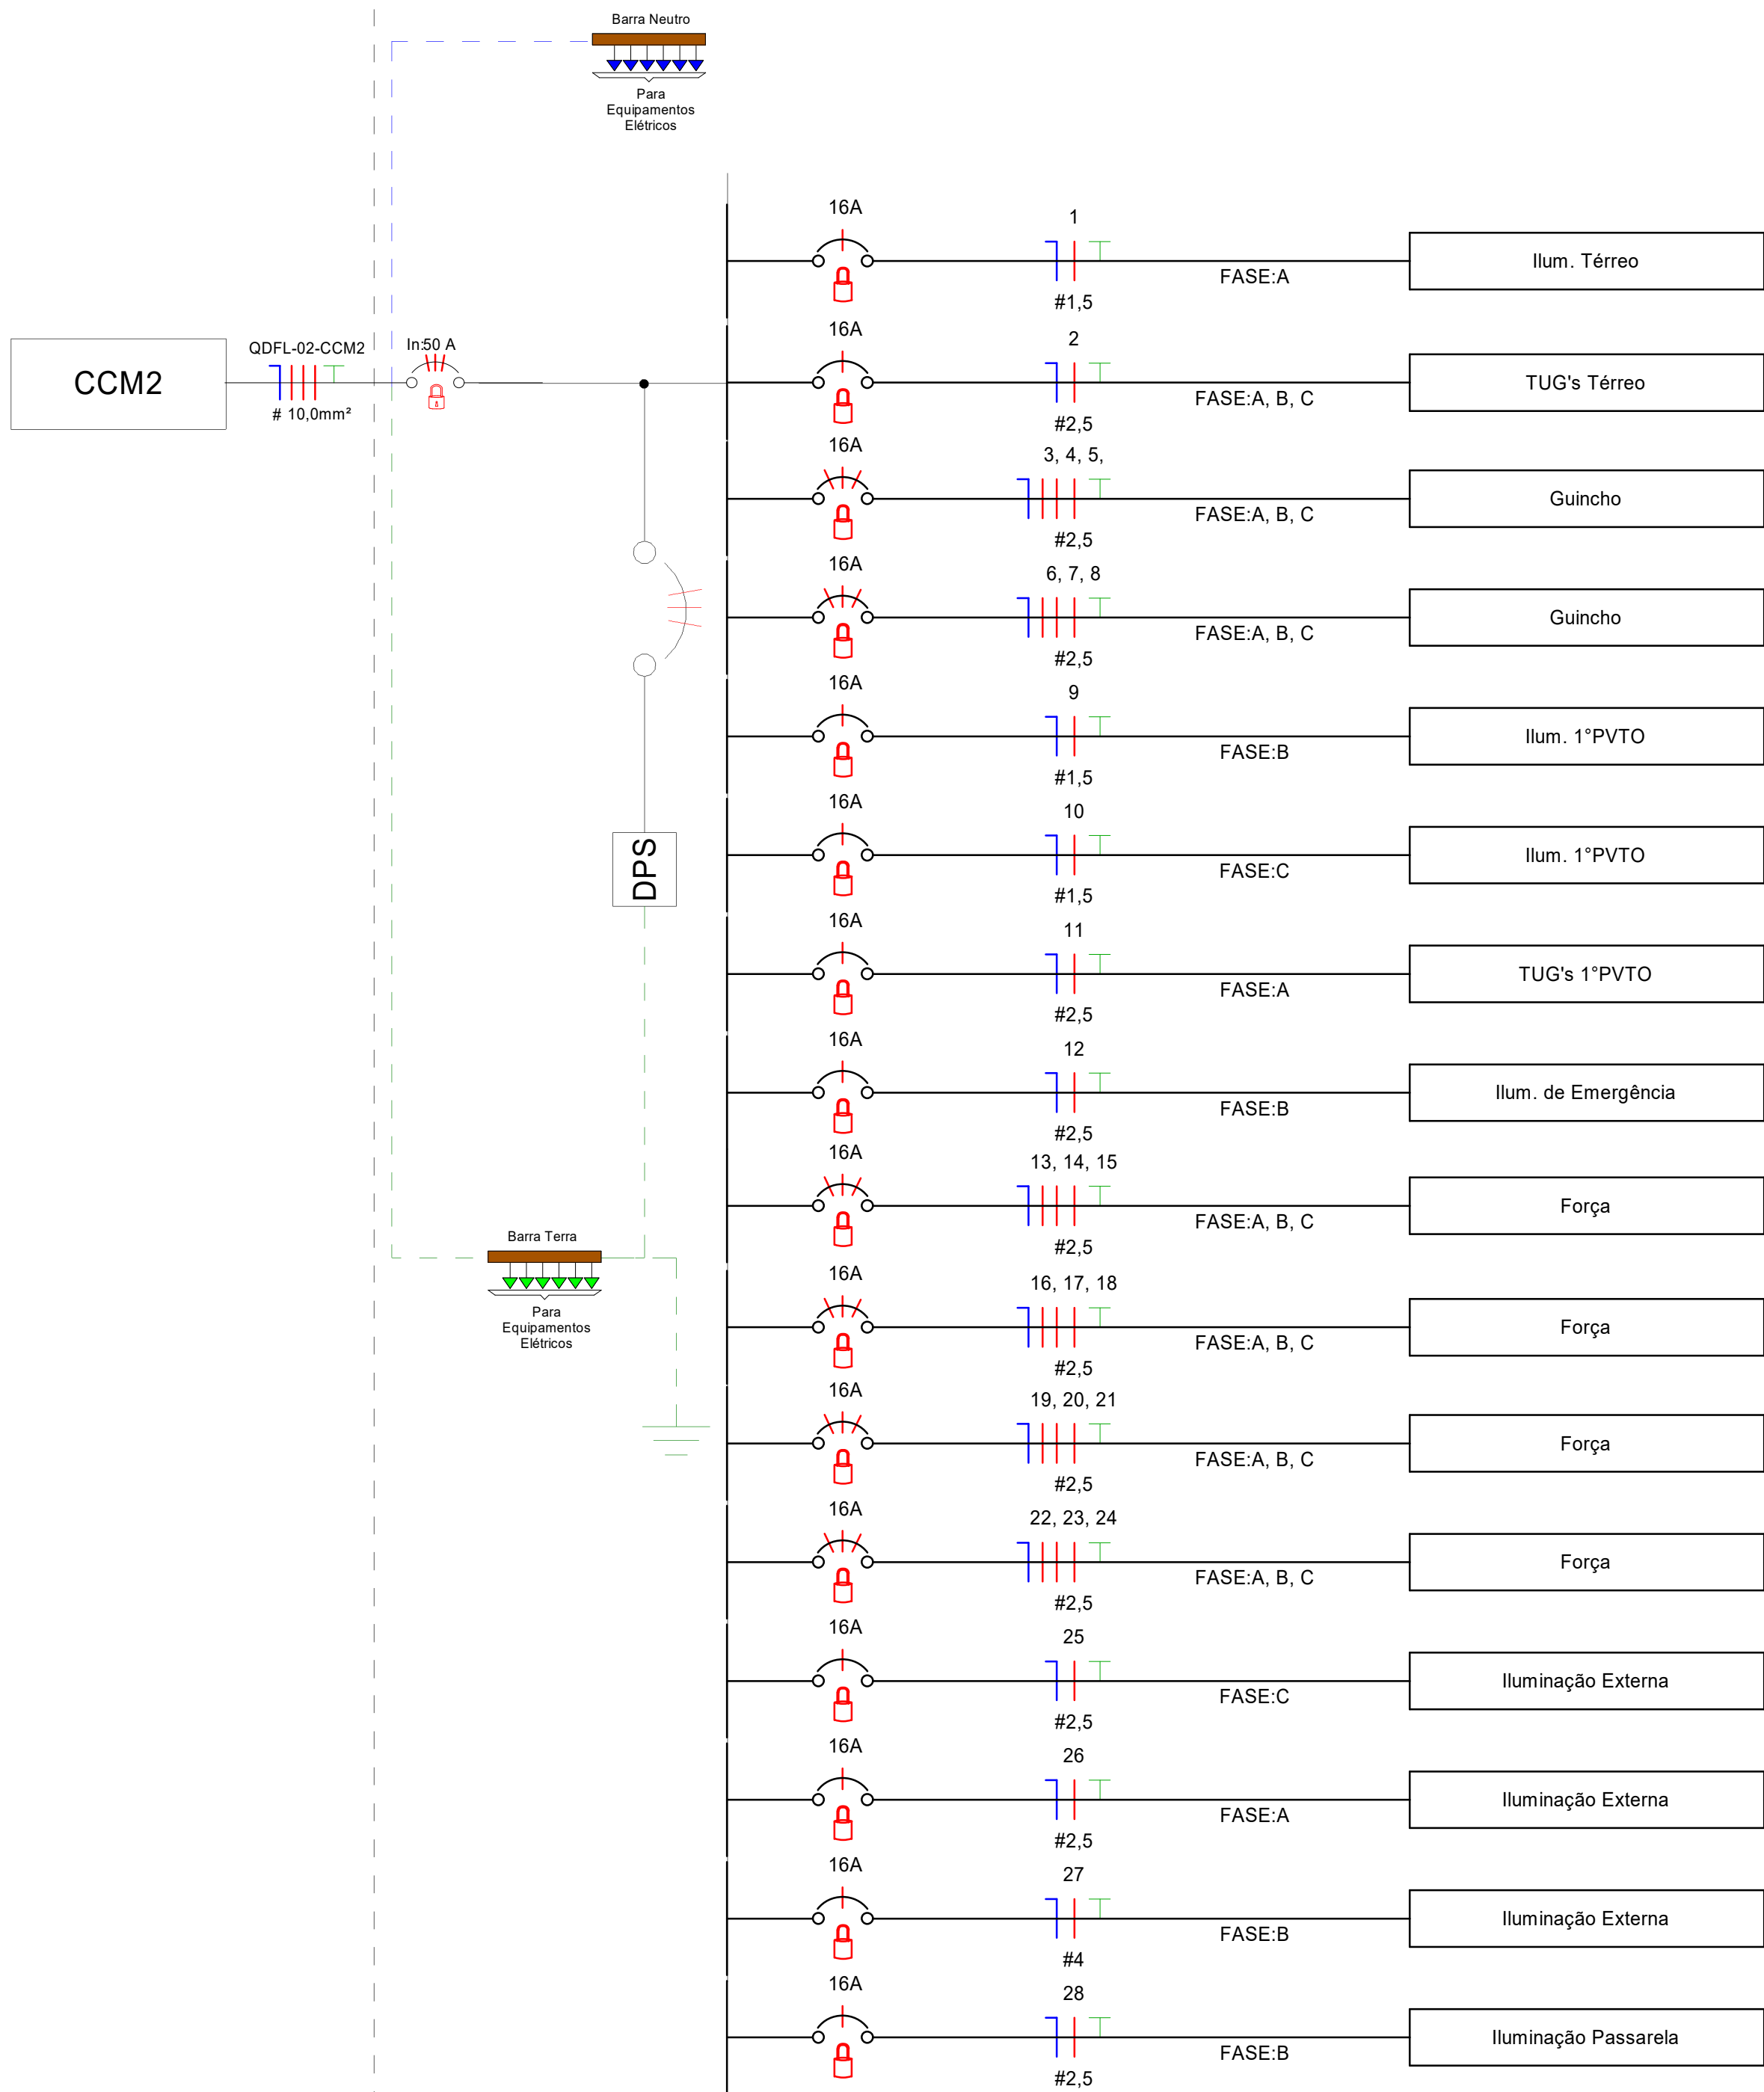 Barra Neutro
Para
Equipamentos
Elétricos
CCM2
QDFL-02-CCM2
# 10,0mm²
In:50 A
DPS
Barra Terra
Para
Equipamentos
Elétricos
16A
1
#1,5
FASE:A
Ilum. Térreo
16A
2
#2,5
FASE:A, B, C
TUG's Térreo
16A
3, 4, 5,
#2,5
FASE:A, B, C
Guincho
16A
6, 7, 8
#2,5
FASE:A, B, C
Guincho
16A
9
#1,5
FASE:B
Ilum. 1°PVTO
16A
10
#1,5
FASE:C
Ilum. 1°PVTO
16A
11
#2,5
FASE:A
TUG's 1°PVTO
16A
12
#2,5
FASE:B
Ilum. de Emergência
16A
13, 14, 15
#2,5
FASE:A, B, C
Força
16A
16, 17, 18
#2,5
FASE:A, B, C
Força
16A
19, 20, 21
#2,5
FASE:A, B, C
Força
16A
22, 23, 24
#2,5
FASE:A, B, C
Força
16A
25
#2,5
FASE:C
Iluminação Externa
16A
26
#2,5
FASE:A
Iluminação Externa
16A
27
#4
FASE:B
Iluminação Externa
16A
28
#2,5
FASE:B
Iluminação Passarela